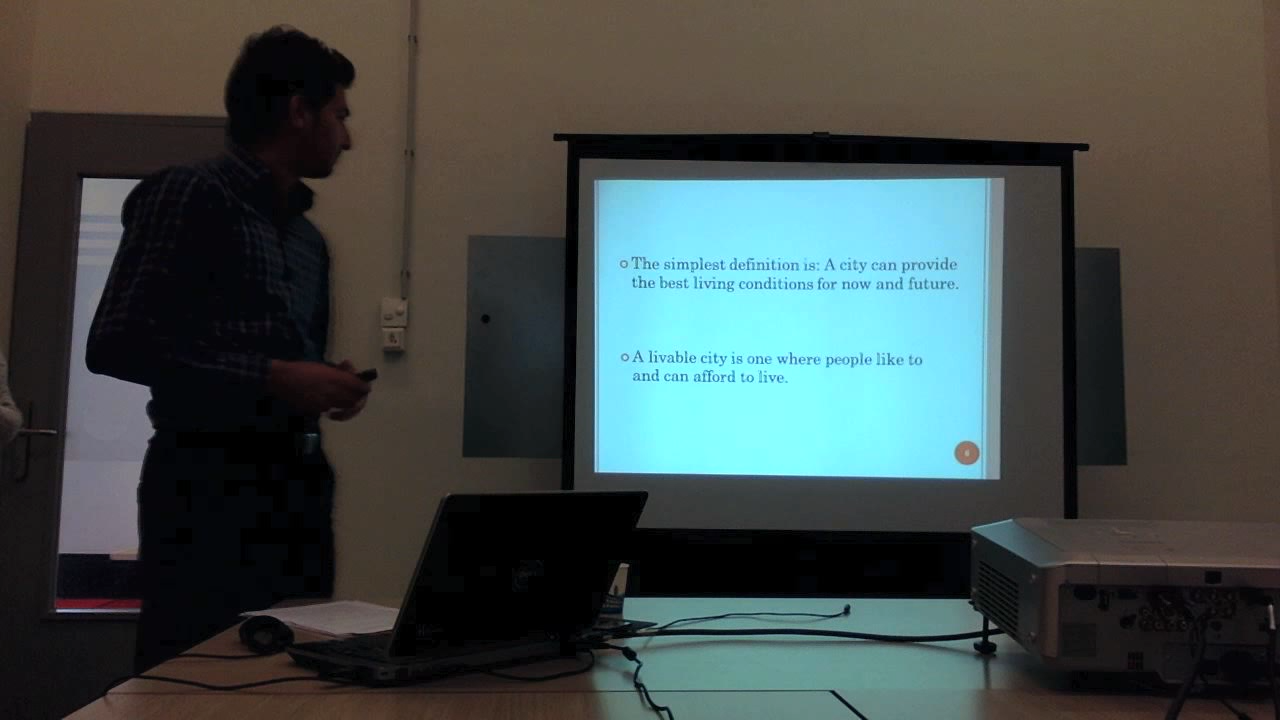 The simplest definition is: A city can provide
the best living conditions for now and future.
A livable city is one where people like to
and can afford to live.